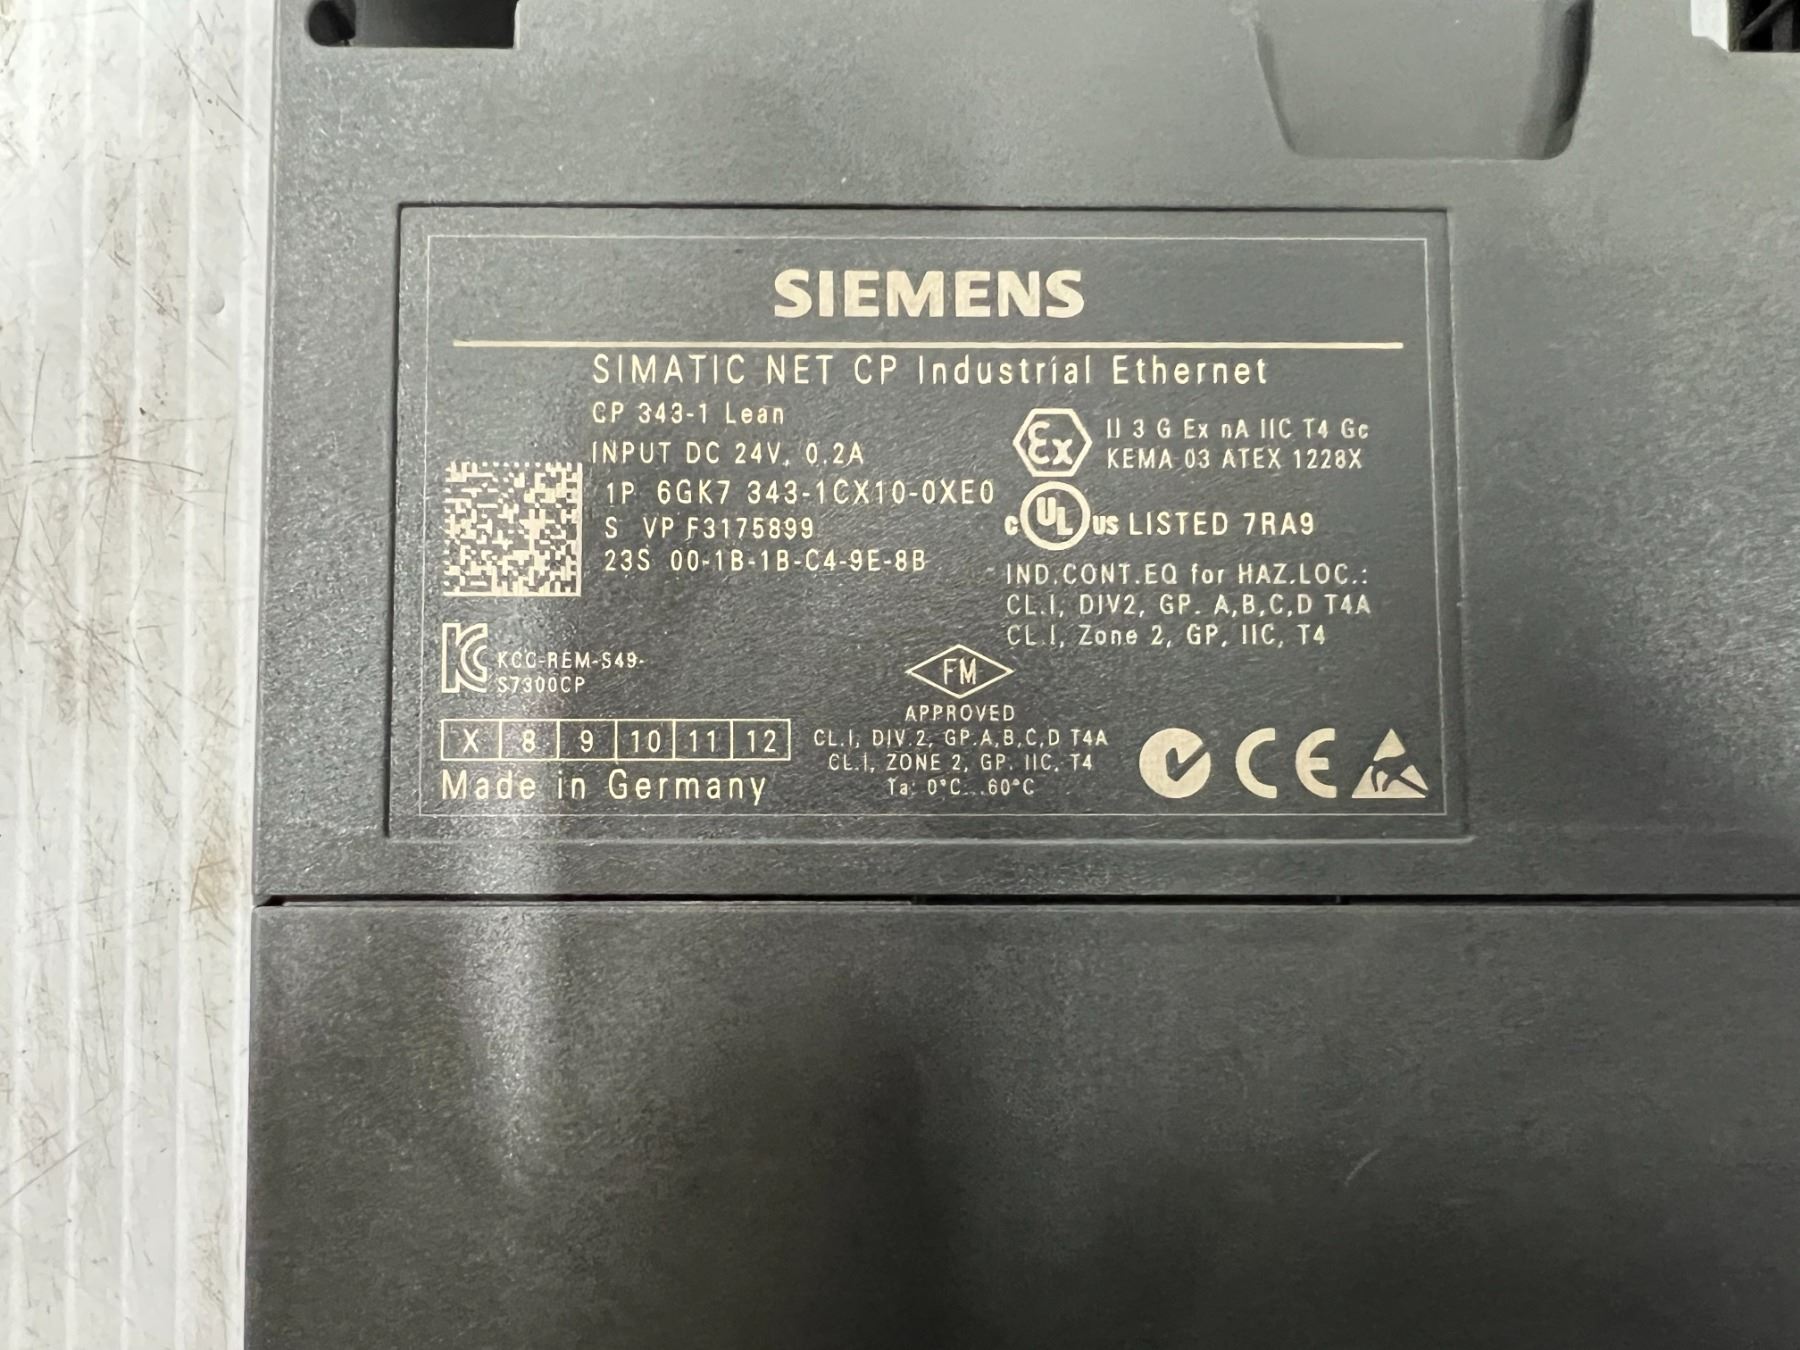 SIEMENS
SIMATIC NET CP Industrial Ethernet
CP 343-1 Lean
INPUT DC 24V, 0,2A
1P 6GK7 343-1CX10-0XE0
S VP F3175899
23S 00-1B-1B-C4-9E-8B
Ex II 3 G Ex nA IIC T4 Gc
KEMA 03 ATEX 1228X
c UL us LISTED 7RA9
IND.CONT.EQ for HAZ.LOC.:
CL.I, DIV2, GP. A,B,C,D T4A
CL.I, Zone 2, GP, IIC, T4
KCC-REM-S49-
S7300CP
FM
APPROVED
CL.I, DIV.2, GP.A,B,C,D T4A
CL.I, ZONE 2, GP. IIC, T4
Ta: 0°C...60°C
X 8 9 10 11 12
Made in Germany
CE